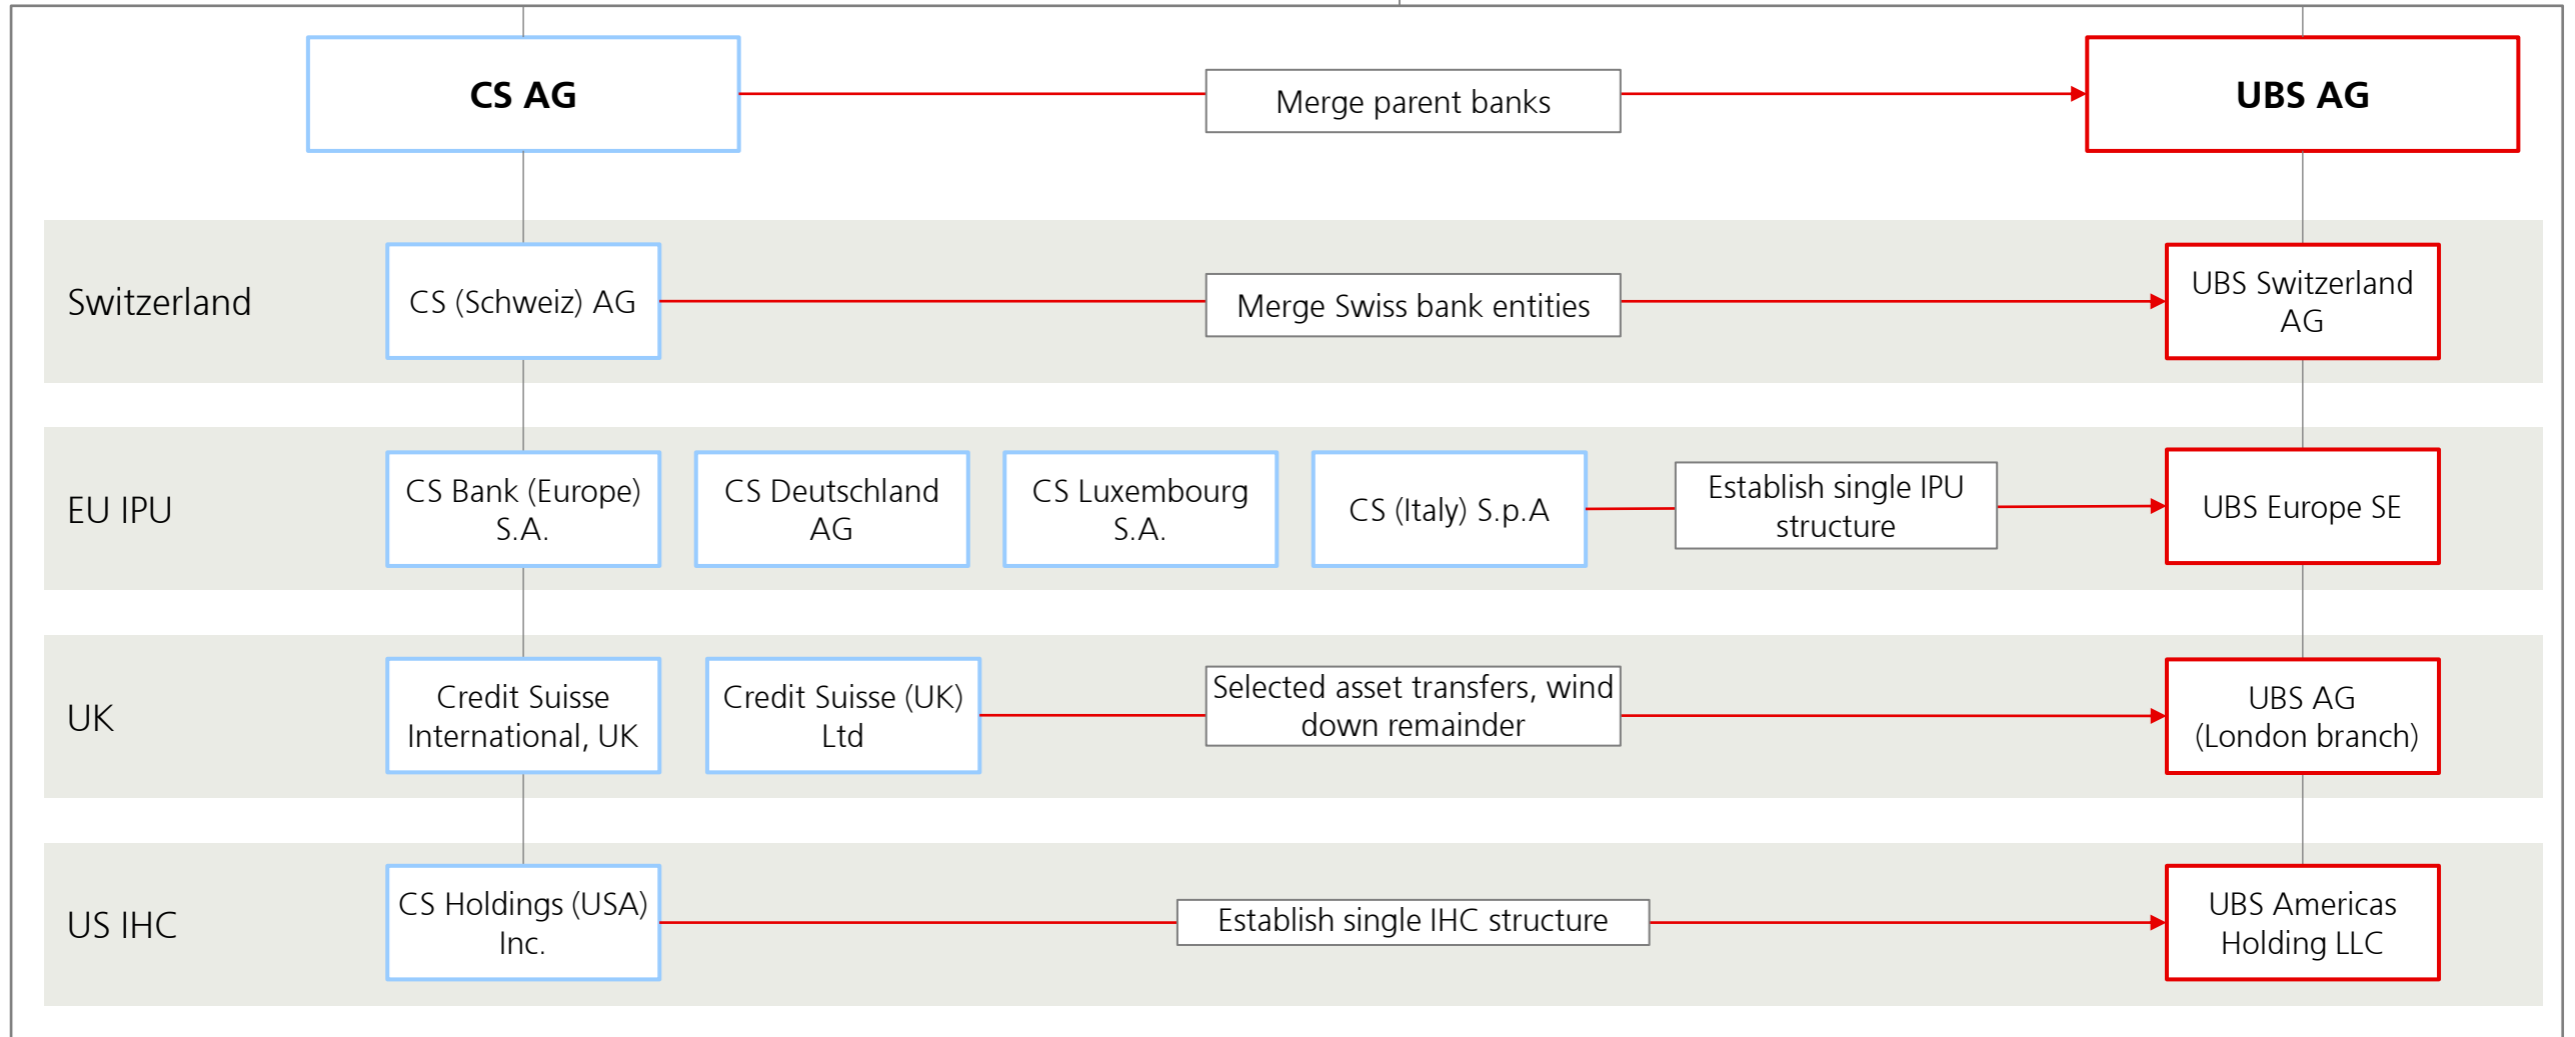 CS AG
Merge parent banks
UBS AG
Switzerland
CS (Schweiz) AG
Merge Swiss bank entities
UBS Switzerland
AG
EU IPU
CS Bank (Europe)
S.A.
CS Deutschland
AG
CS Luxembourg
S.A.
CS (Italy) S.p.A
Establish single IPU
structure
UBS Europe SE
UK
Credit Suisse
International, UK
Credit Suisse (UK)
Ltd
Selected asset transfers, wind
down remainder
UBS AG
(London branch)
US IHC
CS Holdings (USA)
Inc.
Establish single IHC structure
UBS Americas
Holding LLC